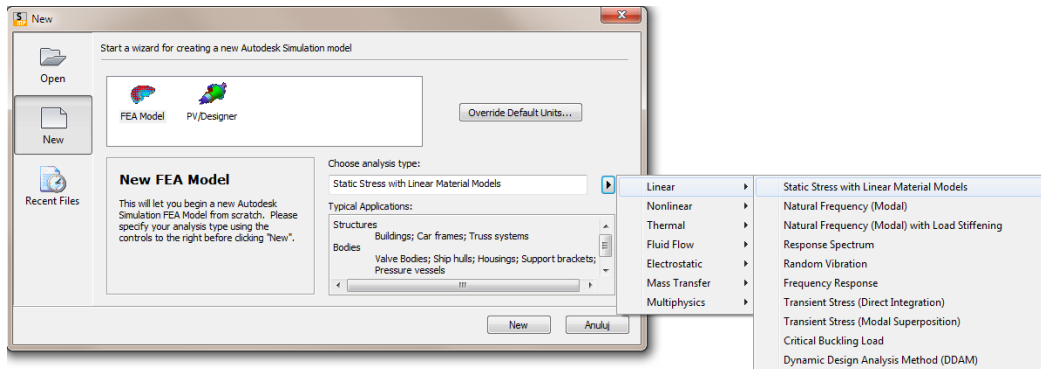 New
Start a wizard for creating a new Autodesk Simulation model
Open
New
Recent Files
FEA Model
PV/Designer
Override Default Units...
New FEA Model
This will let you begin a new Autodesk
Simulation FEA Model from scratch. Please
specify your analysis type using the
controls to the right before clicking "New".
Choose analysis type:
Static Stress with Linear Material Models
Typical Applications:
Structures
Buildings; Car frames; Truss systems
Bodies
Valve Bodies; Ship hulls; Housings; Support brackets;
Pressure vessels
New
Anuluj
Linear
Nonlinear
Thermal
Fluid Flow
Electrostatic
Mass Transfer
Multiphysics
Static Stress with Linear Material Models
Natural Frequency (Modal)
Natural Frequency (Modal) with Load Stiffening
Response Spectrum
Random Vibration
Frequency Response
Transient Stress (Direct Integration)
Transient Stress (Modal Superposition)
Critical Buckling Load
Dynamic Design Analysis Method (DDAM)